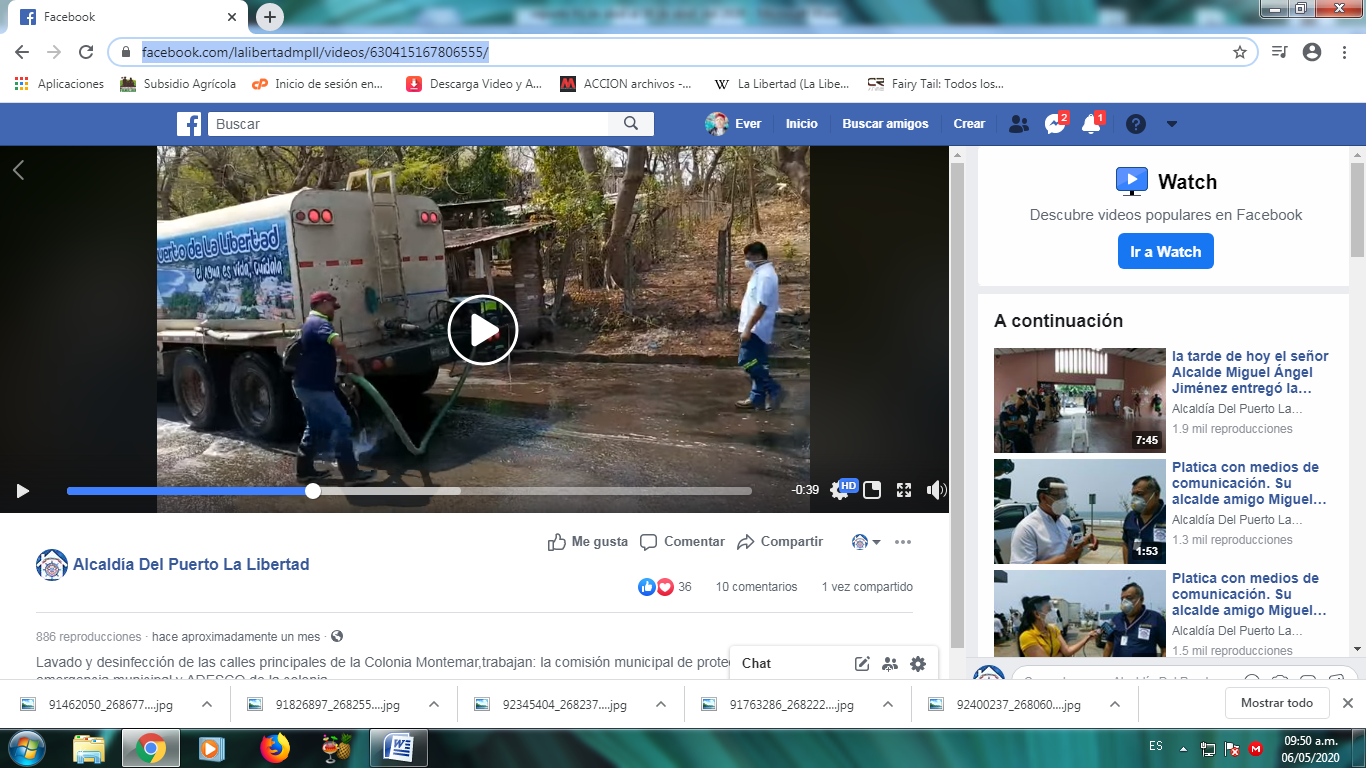 Facebook
facebook.com/lalibertadmpll/videos/630415167806555/
Aplicaciones
Subsidio Agrícola
Inicio de sesión en...
Descarga Video y A...
ACCION archivos -...
La Libertad (La Libe...
Fairy Tail: Todos los...
Buscar
Ever
Inicio
Buscar amigos
Crear
2
1
uerto de La Libertad
el agua es vida, Cuídala
-0:39
HD
Watch
Descubre videos populares en Facebook
Ir a Watch
A continuación
la tarde de hoy el señor
Alcalde Miguel Ángel
Jiménez entregó la...
Alcaldía Del Puerto La...
1.9 mil reproducciones
7:45
Platica con medios de
comunicación. Su
alcalde amigo Miguel...
Alcaldía Del Puerto La...
1.3 mil reproducciones
1:53
Platica con medios de
comunicación. Su
alcalde amigo Miguel...
Alcaldía Del Puerto La...
1.5 mil reproducciones
Me gusta
Comentar
Compartir
Alcaldía Del Puerto La Libertad
36
10 comentarios
1 vez compartido
886 reproducciones · hace aproximadamente un mes ·
Lavado y desinfección de las calles principales de la Colonia Montemar,trabajan: la comisión municipal de prote
emergencia municipal y ADESCO de la colonia
Chat
91462050_268677....jpg
91826897_268255....jpg
92345404_268237....jpg
91763286_268222....jpg
92400237_268060....jpg
Mostrar todo
ES
09:50 a.m.
06/05/2020